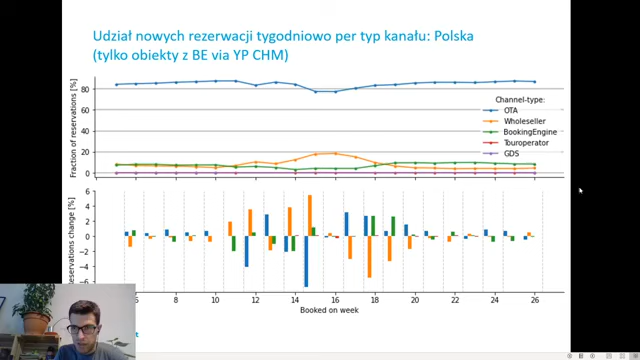 Udział nowych rezerwacji tygodniowo per typ kanału: Polska
(tylko obiekty z BE via YP CHM)
Fraction of reservations [%]
80
60
40
20
0
Channel-type:
OTA
Wholeseller
BookingEngine
Touroperator
GDS
Reservations change [%]
6
4
2
0
−2
−4
−6
6 8 10 12 14 16 18 20 22 24 26
Booked on week